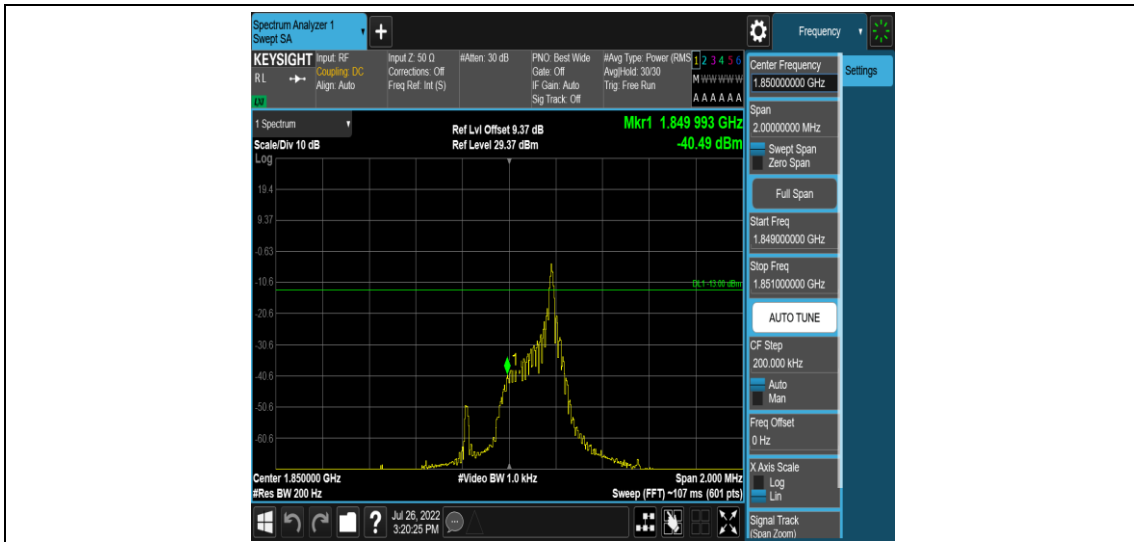 Spectrum Analyzer 1
Swept SA
+
Frequency
KEYSIGHT
RL
LM
Input: RF
Coupling: DC
Align: Auto
Input Z: 50 Ω
Corrections: Off
Freq Ref: Int (S)
#Atten: 30 dB
PNO: Best Wide
Gate: Off
IF Gain: Auto
Sig Track: Off
#Avg Type: Power (RMS
Avg|Hold: 30/30
Trig: Free Run
1 2 3 4 5 6
M W W W W W
A A A A A A
1 Spectrum
Scale/Div 10 dB
Log
Ref Lvl Offset 9.37 dB
Ref Level 29.37 dBm
Mkr1 1.849 993 GHz
-40.49 dBm
19.4
9.37
-0.63
-10.6
-20.6
-30.6
-40.6
-50.6
-60.6
DL1 -13.00 dBm
1
Center 1.850000 GHz
#Res BW 200 Hz
#Video BW 1.0 kHz
Span 2.000 MHz
Sweep (FFT) ~107 ms (601 pts)
Center Frequency
1.850000000 GHz
Settings
Span
2.00000000 MHz
Swept Span
Zero Span
Full Span
Start Freq
1.849000000 GHz
Stop Freq
1.851000000 GHz
AUTO TUNE
CF Step
200.000 kHz
Auto
Man
Freq Offset
0 Hz
X Axis Scale
Log
Lin
Signal Track
(Span Zoom)
?
Jul 26, 2022
3:20:25 PM